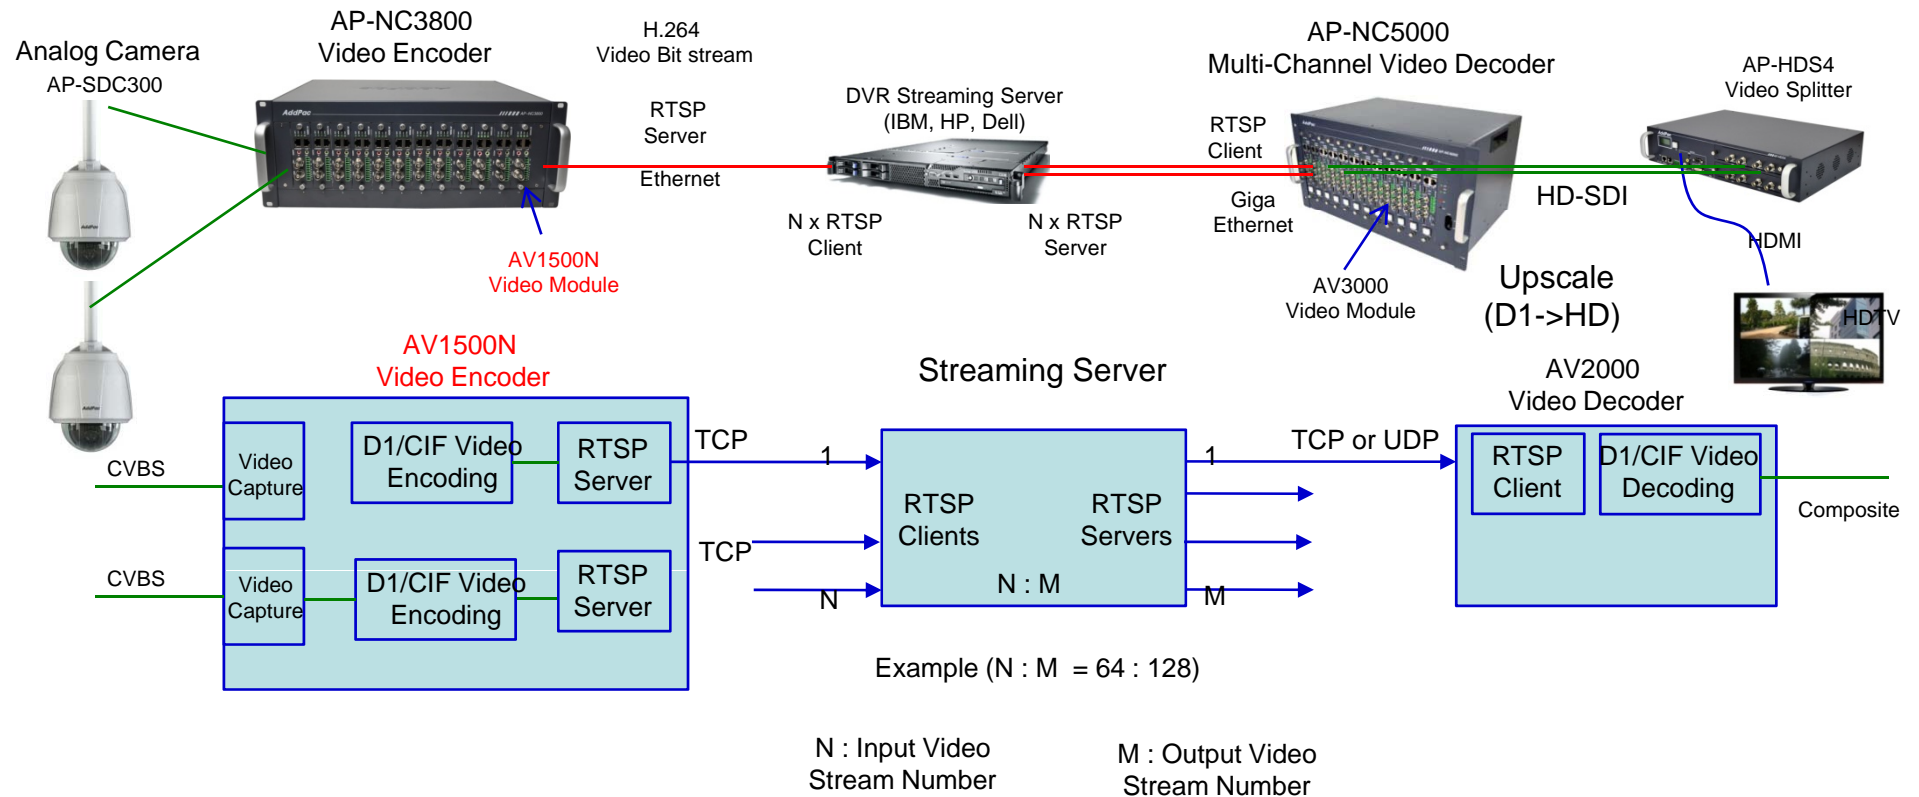 Analog Camera
AP-SDC300
AP-NC3800
Video Encoder
H.264
Video Bit stream
RTSP
Server
Ethernet
DVR Streaming Server
(IBM, HP, Dell)
N x RTSP
Client
N x RTSP
Server
AP-NC5000
Multi-Channel Video Decoder
RTSP
Client
Giga
Ethernet
HD-SDI
AP-HDS4
Video Splitter
HDMI
HDTV
AddPac
AP-NC3800
AddPac
AddPac
AV1500N
Video Module
AV3000
Video Module
Upscale
(D1->HD)
AV1500N
Video Encoder
CVBS
Video
Capture
D1/CIF Video
Encoding
RTSP
Server
TCP
1
CVBS
Video
Capture
D1/CIF Video
Encoding
RTSP
Server
TCP
N
Streaming Server
RTSP
Clients
RTSP
Servers
N : M
1
M
TCP or UDP
AV2000
Video Decoder
RTSP
Client
D1/CIF Video
Decoding
Composite
Example (N : M = 64 : 128)
N : Input Video
Stream Number
M : Output Video
Stream Number